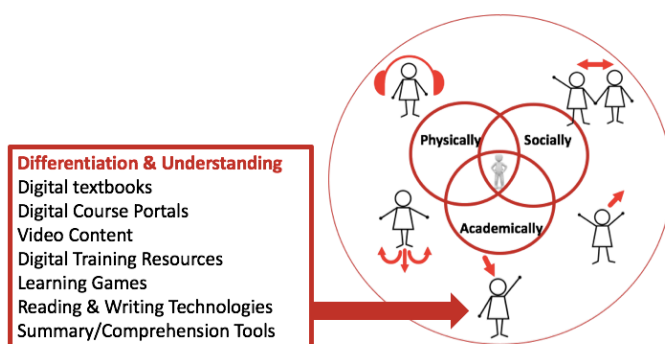 Differentiation & Understanding
Digital textbooks
Digital Course Portals
Video Content
Digital Training Resources
Learning Games
Reading & Writing Technologies
Summary/Comprehension Tools
Physically
Socially
Academically